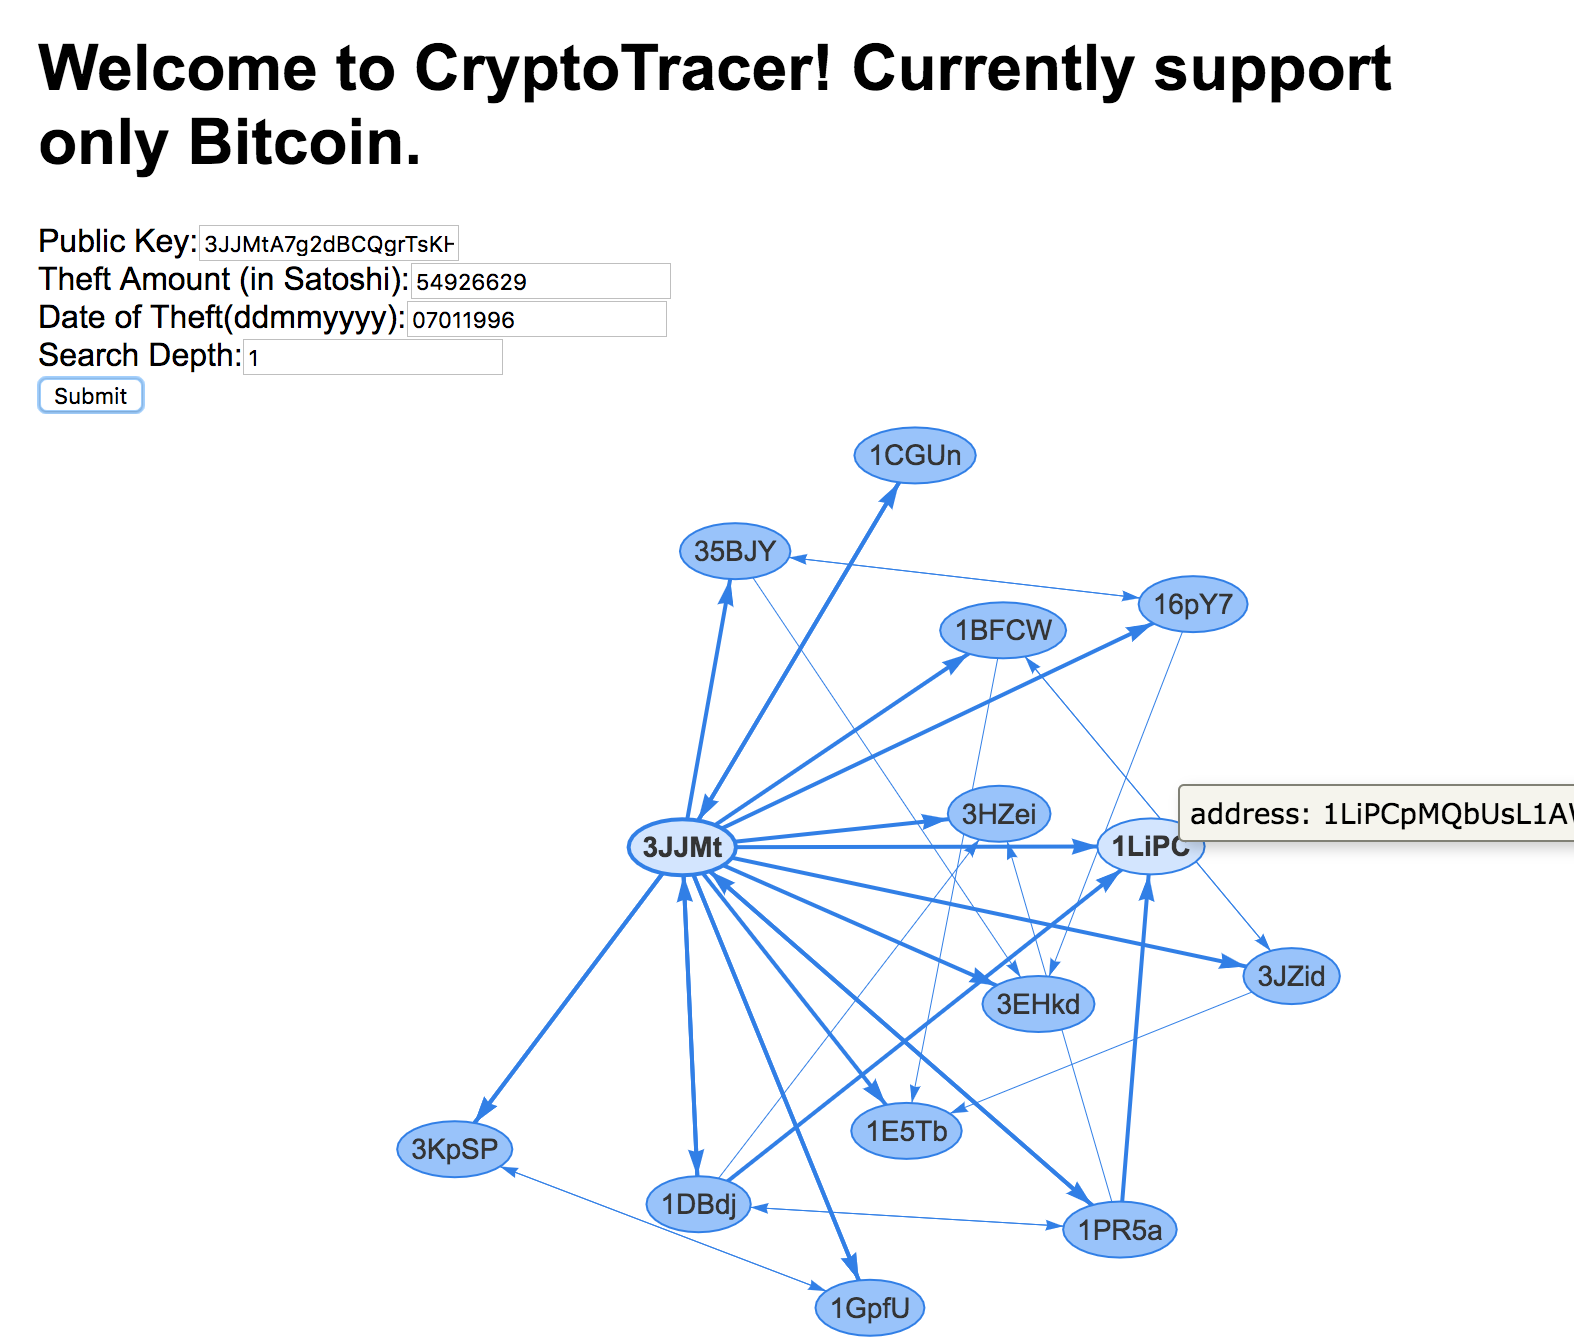 Welcome to CryptoTracer! Currently support
only Bitcoin.
Public Key: 3JJMtA7g2dBCQgrTsKH
Theft Amount (in Satoshi): 54926629
Date of Theft(ddmmyyyy): 07011996
Search Depth: 1
Submit
1CGUn
35BJY
16pY7
1BFCW
3HZei
address: 1LiPCpMQbUsL1AW
3JJMt
1LiPC
3JZid
3EHkd
1E5Tb
3KpSP
1DBdj
1PR5a
1GpfU